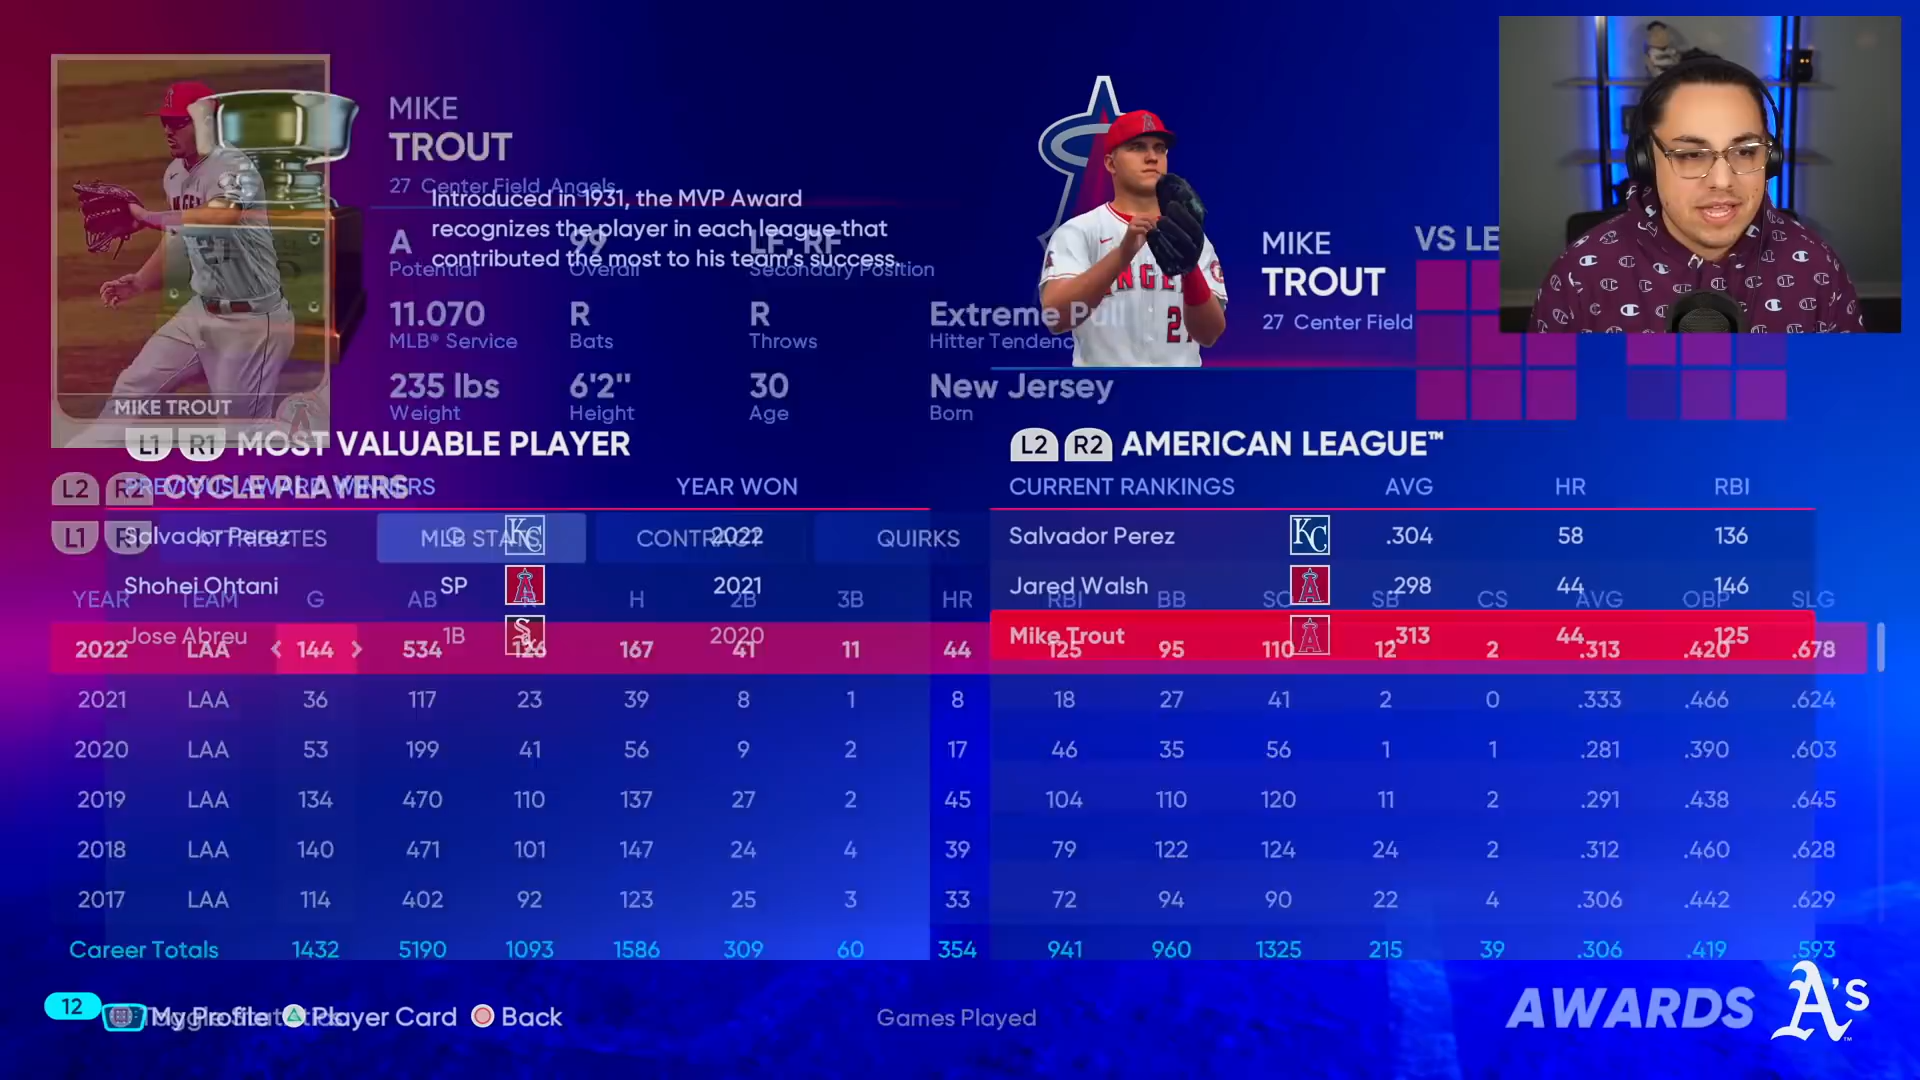 MIKE
TROUT
27 Center Field Angels
Introduced in 1931, the MVP Award
recognizes the player in each league that
contributed the most to his team's success.
A
Potential
99
Overall
LF, RF
Secondary Position
11.070
MLB® Service
R
Bats
R
Throws
Extreme Pull
Hitter Tendenc
235 lbs
Weight
6'2"
Height
30
Age
New Jersey
Born
MIKE TROUT
MIKE
TROUT
27 Center Field
VS LE
L1 R1 MOST VALUABLE PLAYER
L2 R2 AMERICAN LEAGUE™
L2 R2 CYCLE PLAYERS
PREVIOUS AWARD WINNERS YEAR WON
CURRENT RANKINGS AVG HR RBI
L1 R1 ATTRIBUTES MLB STATS CONTRACT QUIRKS
Salvador Perez C KC 2022
Salvador Perez KC .304 58 136
Shohei Ohtani SP A 2021
Jared Walsh A .298 44 146
YEAR TEAM G AB R H 2B 3B HR RBI BB SO SB CS AVG OBP SLG
Jose Abreu 1B 2020
Mike Trout A .313 44 125
2022 LAA 144 534 126 167 41 11 44 125 95 110 12 2 .313 .420 .678
2021 LAA 36 117 23 39 8 1 8 18 27 41 2 0 .333 .466 .624
2020 LAA 53 199 41 56 9 2 17 46 35 56 1 1 .281 .390 .603
2019 LAA 134 470 110 137 27 2 45 104 110 120 11 2 .291 .438 .645
2018 LAA 140 471 101 147 24 4 39 79 122 124 24 2 .312 .460 .628
2017 LAA 114 402 92 123 25 3 33 72 94 90 22 4 .306 .442 .629
Career Totals 1432 5190 1093 1586 309 60 354 941 960 1325 215 39 .306 .419 .593
12 My Profile Player Card Back
Games Played
AWARDS A's